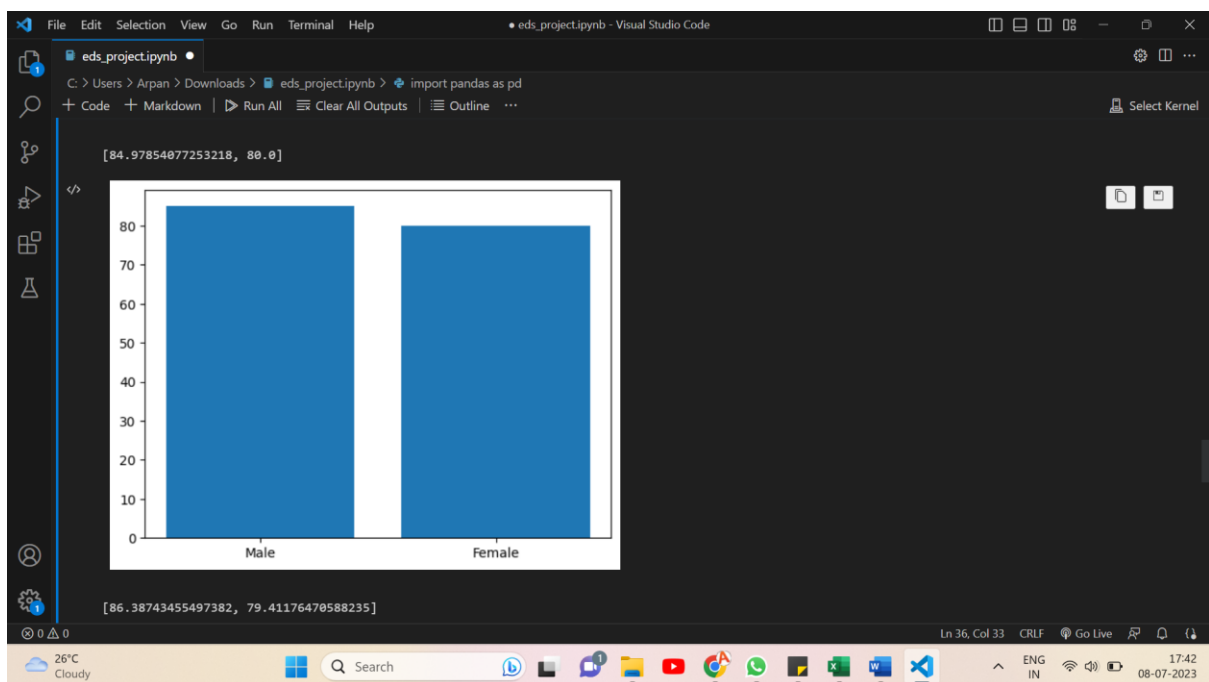 File Edit Selection View Go Run Terminal Help ● eds_project.ipynb - Visual Studio Code
eds_project.ipynb ●
C: > Users > Arpan > Downloads > eds_project.ipynb > import pandas as pd
+ Code + Markdown | Run All Clear All Outputs | Outline ... Select Kernel
[84.97854077253218, 80.0]
80
70
60
50
40
30
20
10
0
Male Female
[86.38743455497382, 79.41176470588235]
0 0 Ln 36, Col 33 CRLF Go Live
26°C
Cloudy
Search
ENG
IN
17:42
08-07-2023